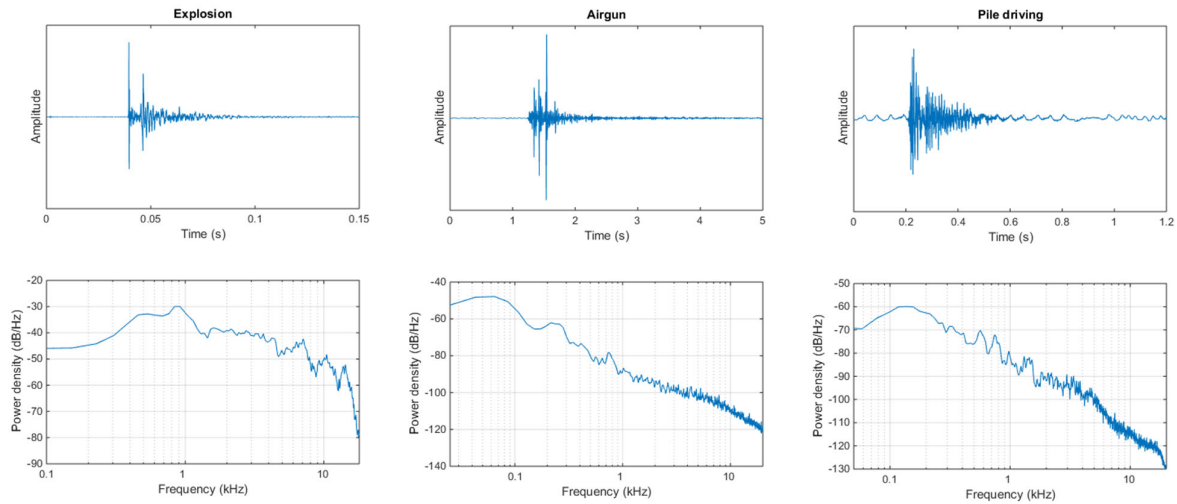 Explosion
Amplitude
0 0.05 0.1 0.15
Time (s)
Airgun
Amplitude
0 1 2 3 4 5
Time (s)
Pile driving
Amplitude
0 0.2 0.4 0.6 0.8 1 1.2
Time (s)
Power density (dB/Hz)
-20
-30
-40
-50
-60
-70
-80
-90
0.1 1 10
Frequency (kHz)
Power density (dB/Hz)
-40
-60
-80
-100
-120
-140
0.1 1 10
Frequency (kHz)
Power density (dB/Hz)
-50
-60
-70
-80
-90
-100
-110
-120
-130
0.1 1 10
Frequency (kHz)